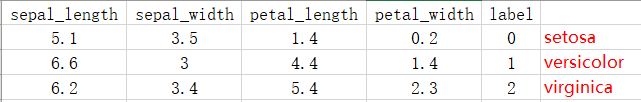 sepal_length sepal_width petal_length petal_width label
5.1 3.5 1.4 0.2 0 setosa
6.6 3 4.4 1.4 1 versicolor
6.2 3.4 5.4 2.3 2 virginica